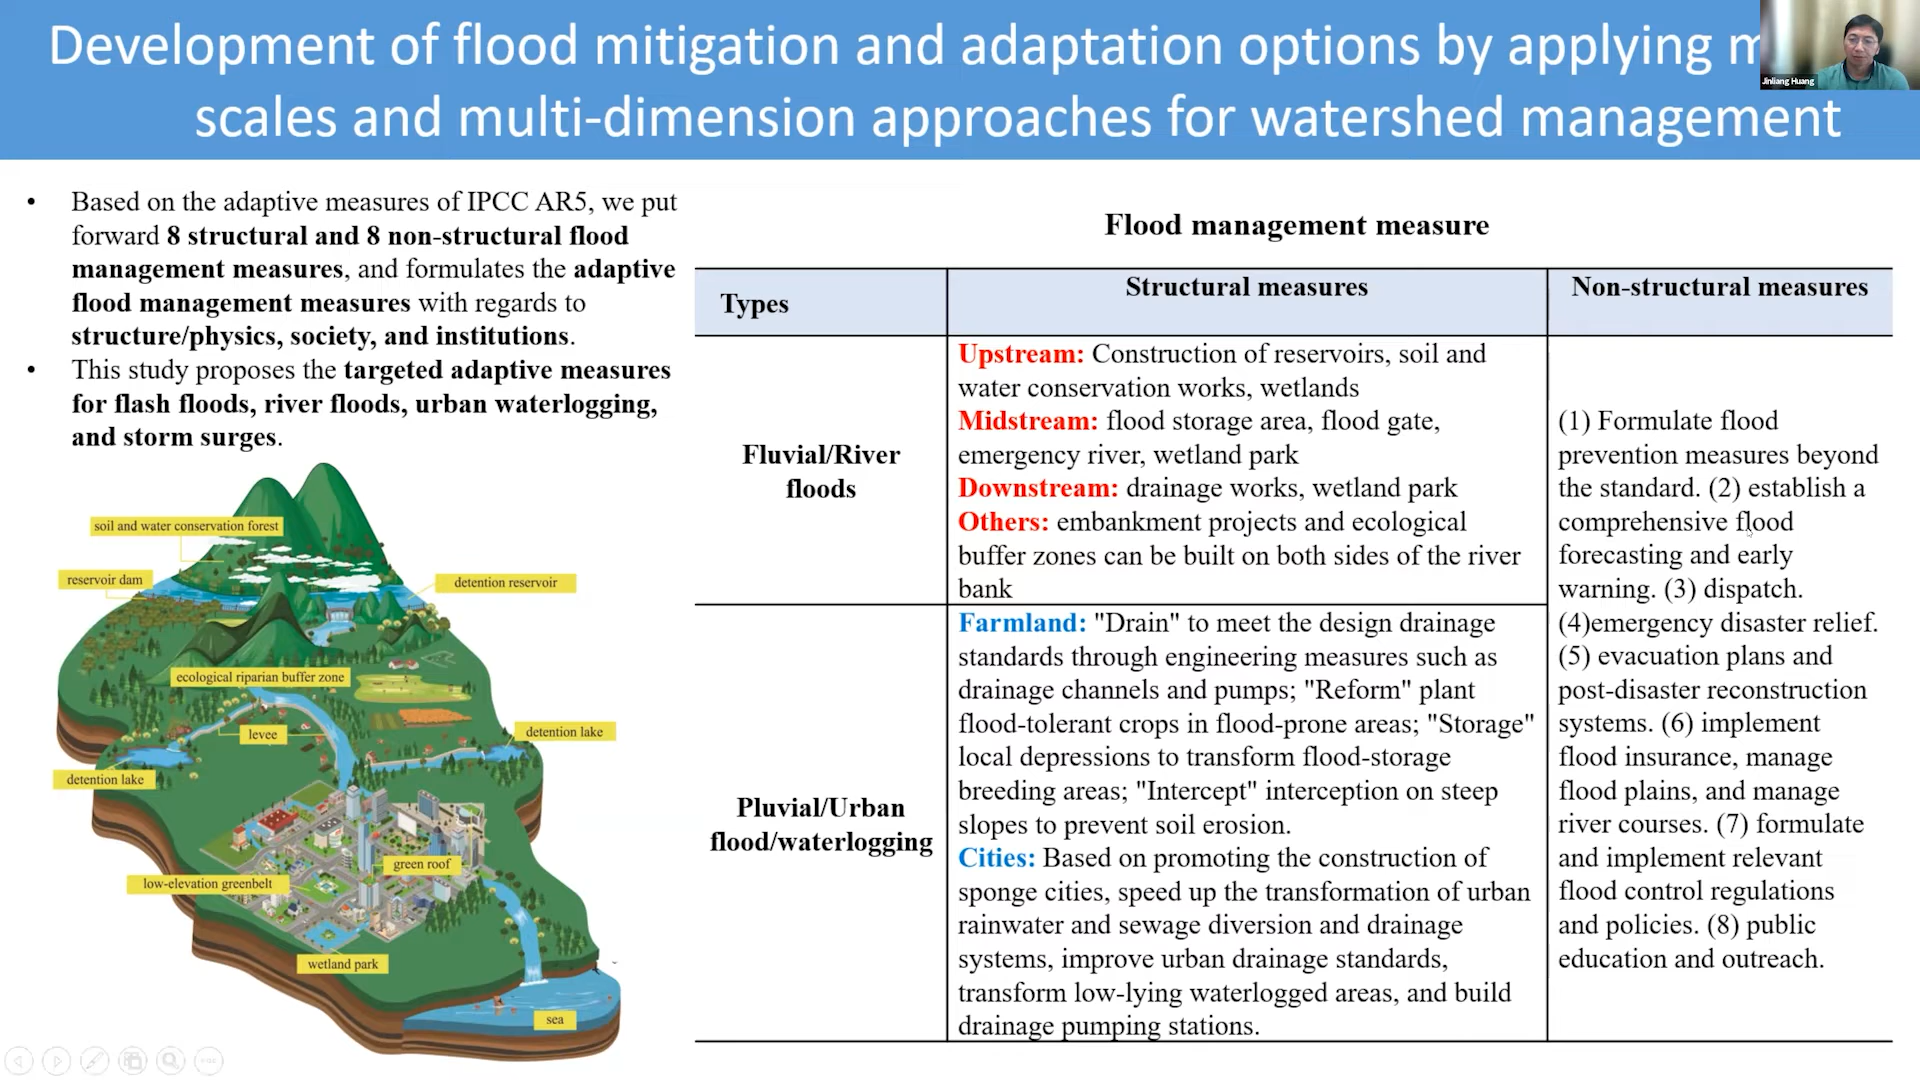 Development of flood mitigation and adaptation options by applying
scales and multi-dimension approaches for watershed management
Jinliang Huang
• Based on the adaptive measures of IPCC AR5, we put
forward 8 structural and 8 non-structural flood
management measures, and formulates the adaptive
flood management measures with regards to
structure/physics, society, and institutions.
• This study proposes the targeted adaptive measures
for flash floods, river floods, urban waterlogging,
and storm surges.
soil and water conservation forest
reservoir dam
detention reservoir
ecological riparian buffer zone
levee
detention lake
detention lake
green roof
low-elevation greenbelt
wetland park
sea
Flood management measure
Types
Structural measures
Non-structural measures
Fluvial/River
floods
Upstream: Construction of reservoirs, soil and
water conservation works, wetlands
Midstream: flood storage area, flood gate,
emergency river, wetland park
Downstream: drainage works, wetland park
Others: embankment projects and ecological
buffer zones can be built on both sides of the river
bank
Pluvial/Urban
flood/waterlogging
Farmland: "Drain" to meet the design drainage
standards through engineering measures such as
drainage channels and pumps; "Reform" plant
flood-tolerant crops in flood-prone areas; "Storage"
local depressions to transform flood-storage
breeding areas; "Intercept" interception on steep
slopes to prevent soil erosion.
Cities: Based on promoting the construction of
sponge cities, speed up the transformation of urban
rainwater and sewage diversion and drainage
systems, improve urban drainage standards,
transform low-lying waterlogged areas, and build
drainage pumping stations.
(1) Formulate flood
prevention measures beyond
the standard. (2) establish a
comprehensive flood
forecasting and early
warning. (3) dispatch.
(4)emergency disaster relief.
(5) evacuation plans and
post-disaster reconstruction
systems. (6) implement
flood insurance, manage
flood plains, and manage
river courses. (7) formulate
and implement relevant
flood control regulations
and policies. (8) public
education and outreach.